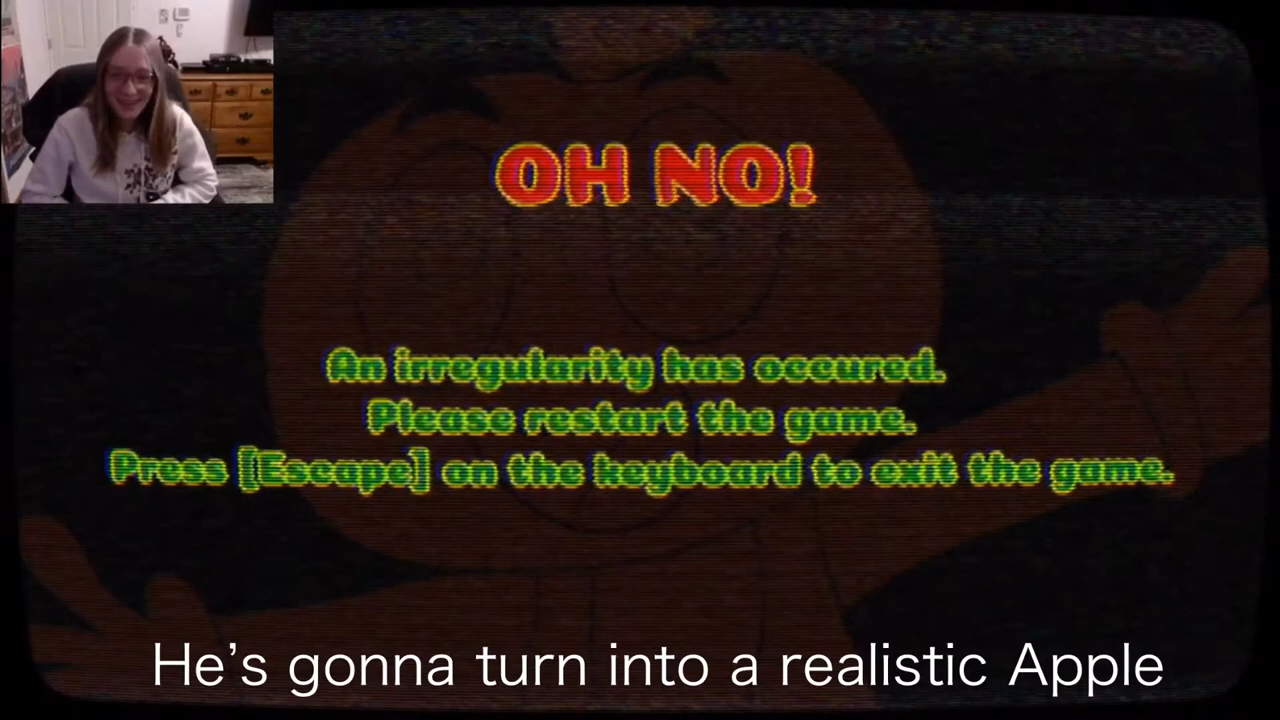 OH NO!
An irregularity has occured.
Please restart the game.
Press [Escape] on the keyboard to exit the game.
He's gonna turn into a realistic Apple